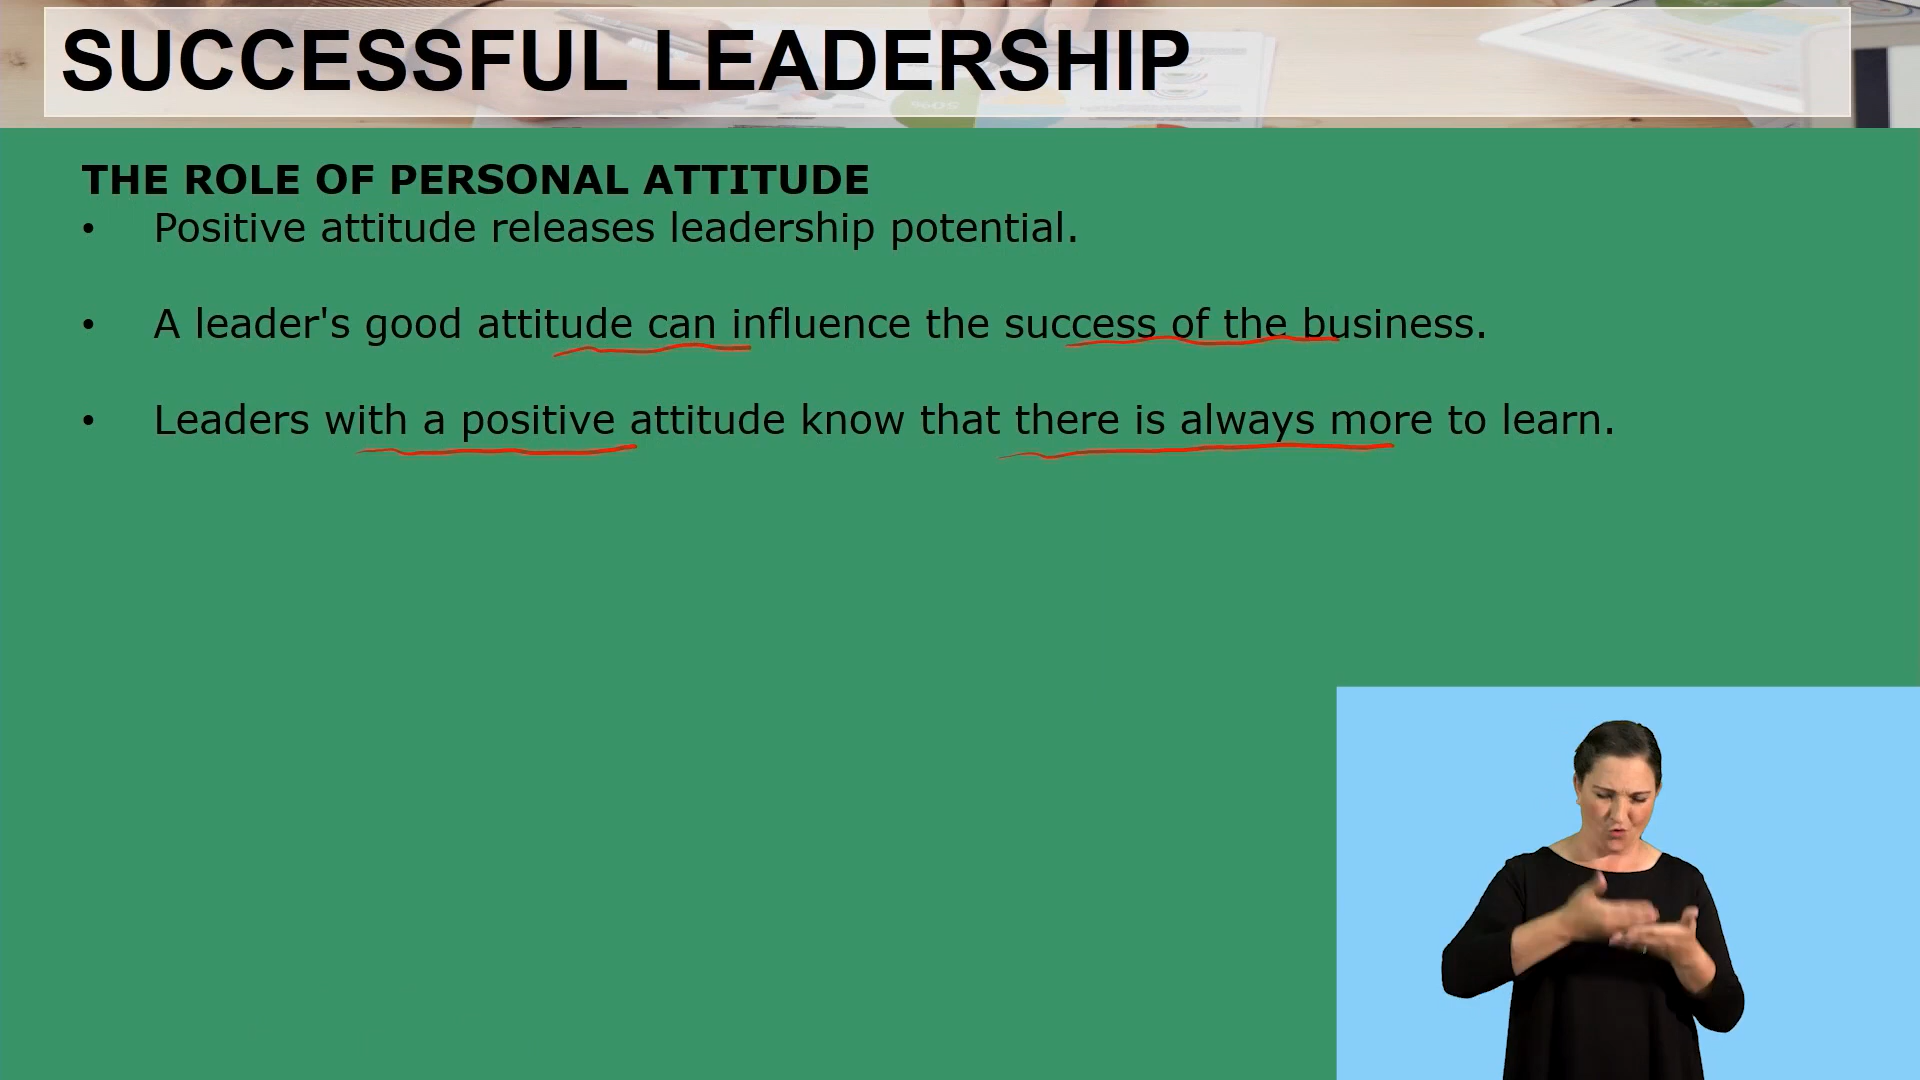 SUCCESSFUL LEADERSHIP
THE ROLE OF PERSONAL ATTITUDE
• Positive attitude releases leadership potential.
• A leader's good attitude can influence the success of the business.
• Leaders with a positive attitude know that there is always more to learn.